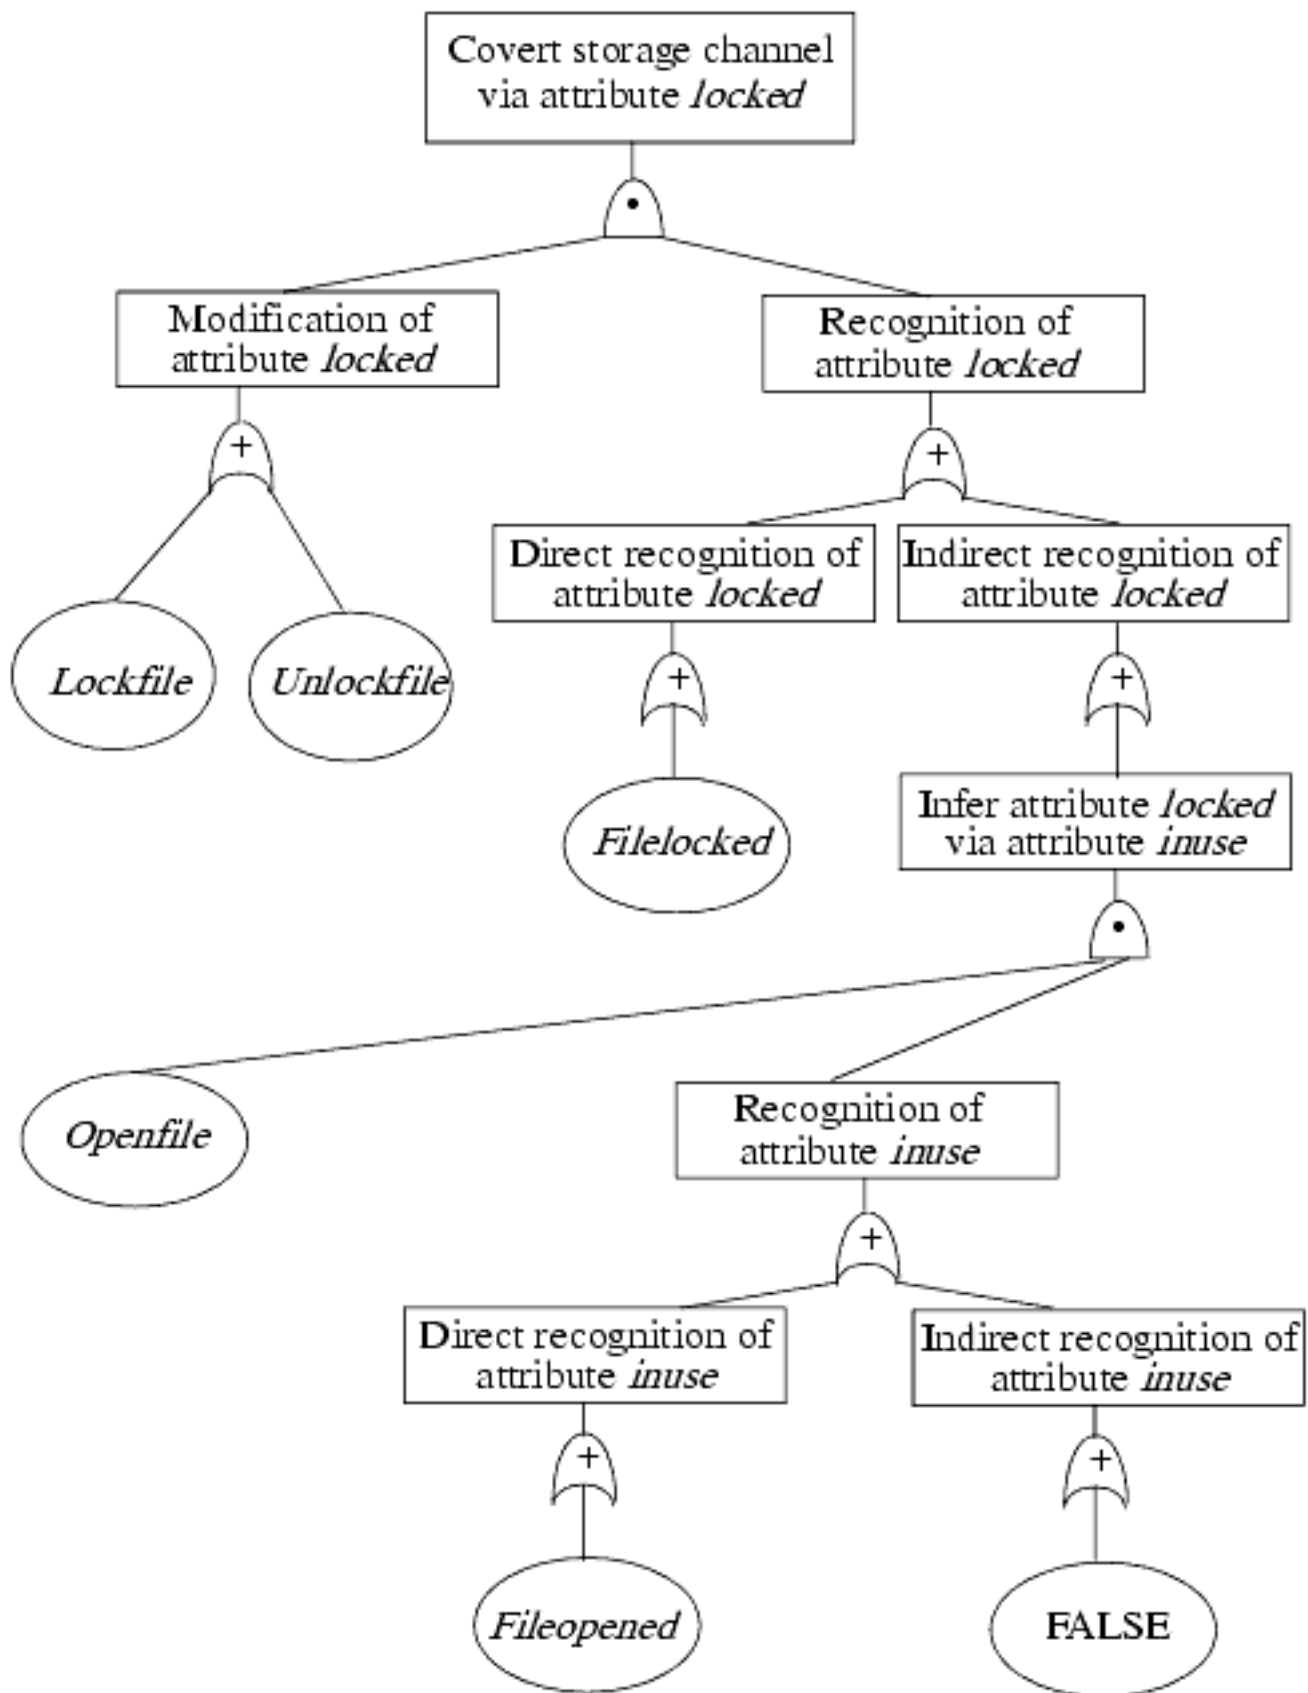 Covert storage channel
via attribute locked
•
Modification of
attribute locked
Recognition of
attribute locked
+
+
Direct recognition of
attribute locked
Indirect recognition of
attribute locked
Lockfile
Unlockfile
+
+
Filelocked
Infer attribute locked
via attribute inuse
•
Openfile
Recognition of
attribute inuse
+
Direct recognition of
attribute inuse
Indirect recognition of
attribute inuse
+
+
Fileopened
FALSE